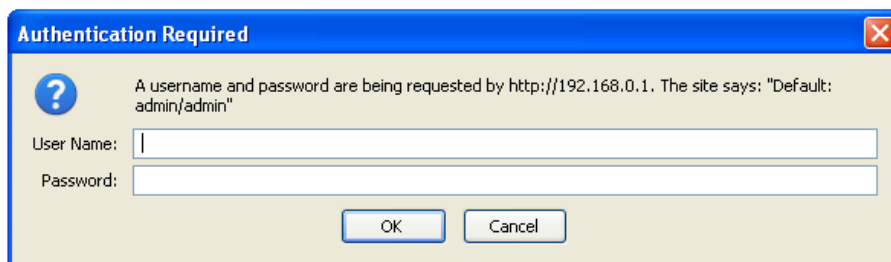 Authentication Required
A username and password are being requested by http://192.168.0.1. The site says: "Default:
admin/admin"
User Name:
Password:
OK Cancel